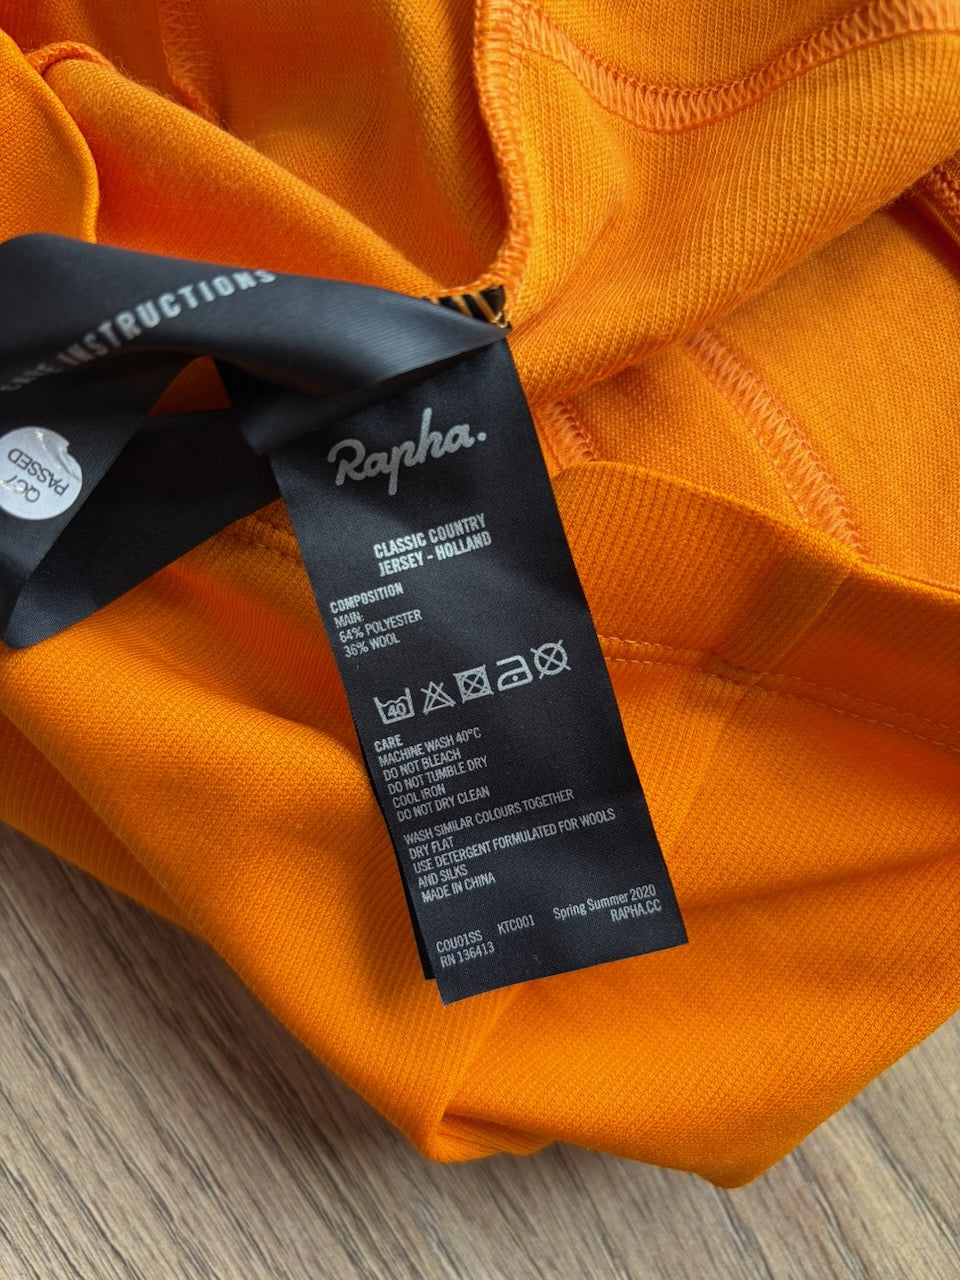 INSTRUCTIONS
QC7
PASSED
Rapha.
CLASSIC COUNTRY
JERSEY - HOLLAND
COMPOSITION
MAIN:
64% POLYESTER
36% WOOL
40
CARE
MACHINE WASH 40°C
DO NOT BLEACH
DO NOT TUMBLE DRY
COOL IRON
DO NOT DRY CLEAN
WASH SIMILAR COLOURS TOGETHER
DRY FLAT
USE DETERGENT FORMULATED FOR WOOLS
AND SILKS
MADE IN CHINA
COU01SS KTC001 Spring Summer 2020
RN 136413 RAPHA.CC